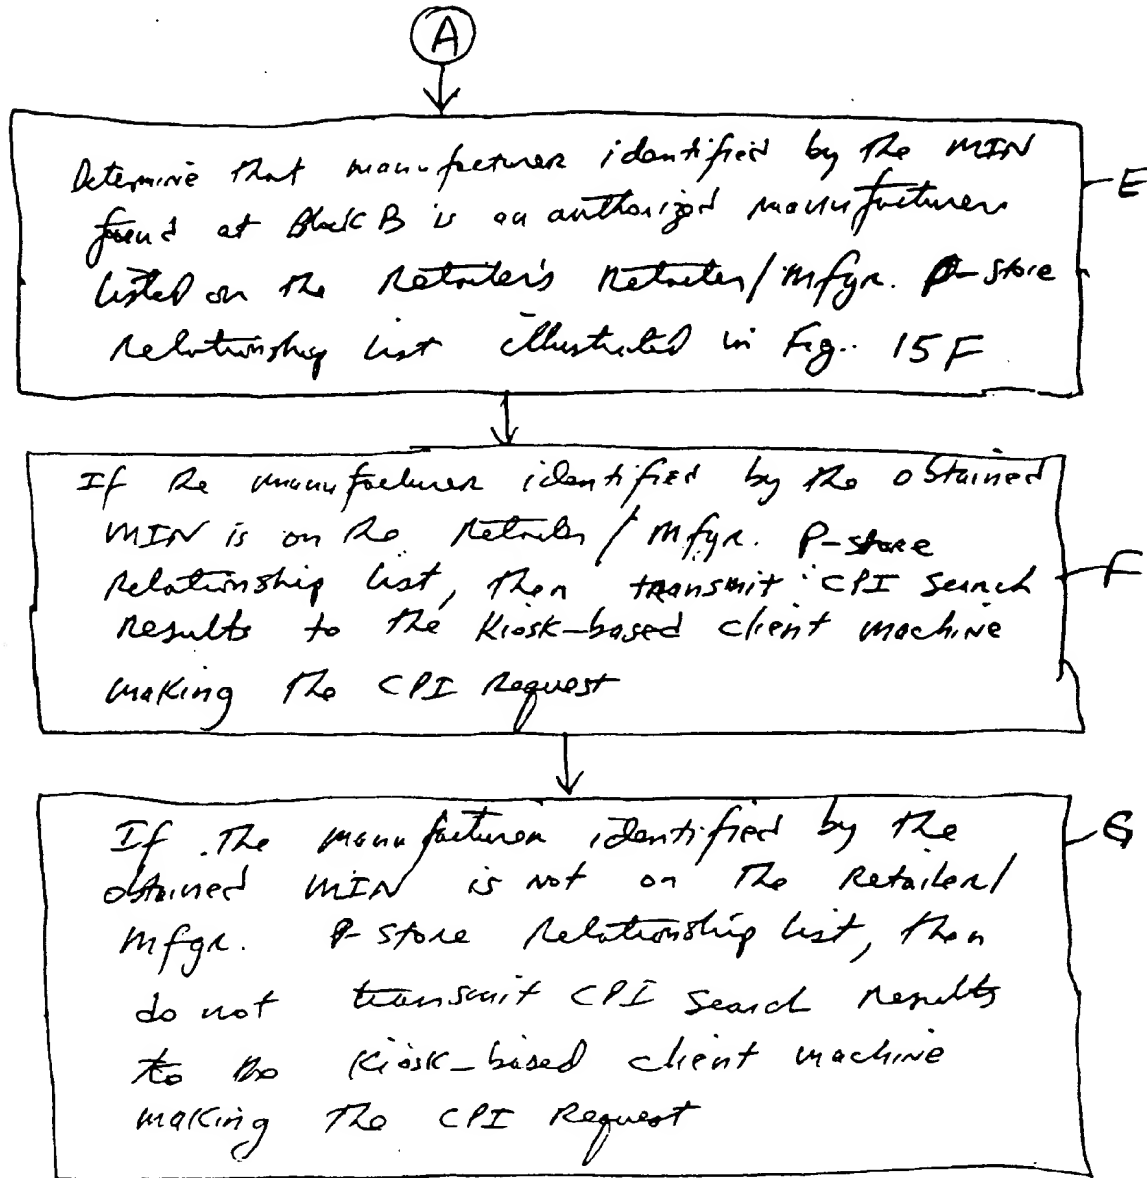 A
Determine that manufacturer identified by the MIN
found at Block B is an authorized manufacturer
listed on the Retailer's Retailer/Mfgr. P-store
relationship list illustrated in Fig. 15F
E
If the manufacturer identified by the obtained
MIN is on the Retailer/Mfgr. P-store
Relationship list, then transmit CPI Search
Results to the Kiosk-based client machine
making the CPI Request
F
If the manufacturer identified by the
obtained MIN is not on the Retailer/
Mfgr. P-store Relationship list, then
do not transmit CPI Search Results
to the Kiosk-based client machine
making the CPI Request
G